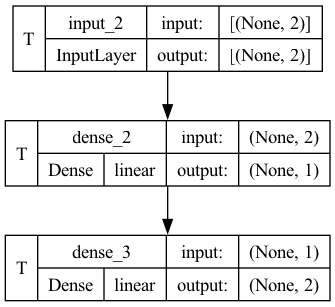 T input_2 input: [(None, 2)]
InputLayer output: [(None, 2)]
T dense_2 input: (None, 2)
Dense linear output: (None, 1)
T dense_3 input: (None, 1)
Dense linear output: (None, 2)